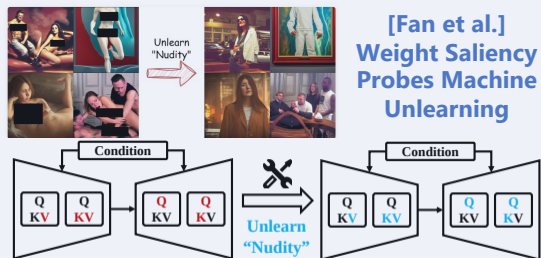 Unlearn
"Nudity"
[Fan et al.]
Weight Saliency
Probes Machine
Unlearning
Condition
Q
KV
Q
KV
Q
KV
Q
KV
Unlearn
“Nudity”
Condition
Q
KV
Q
KV
Q
KV
Q
KV